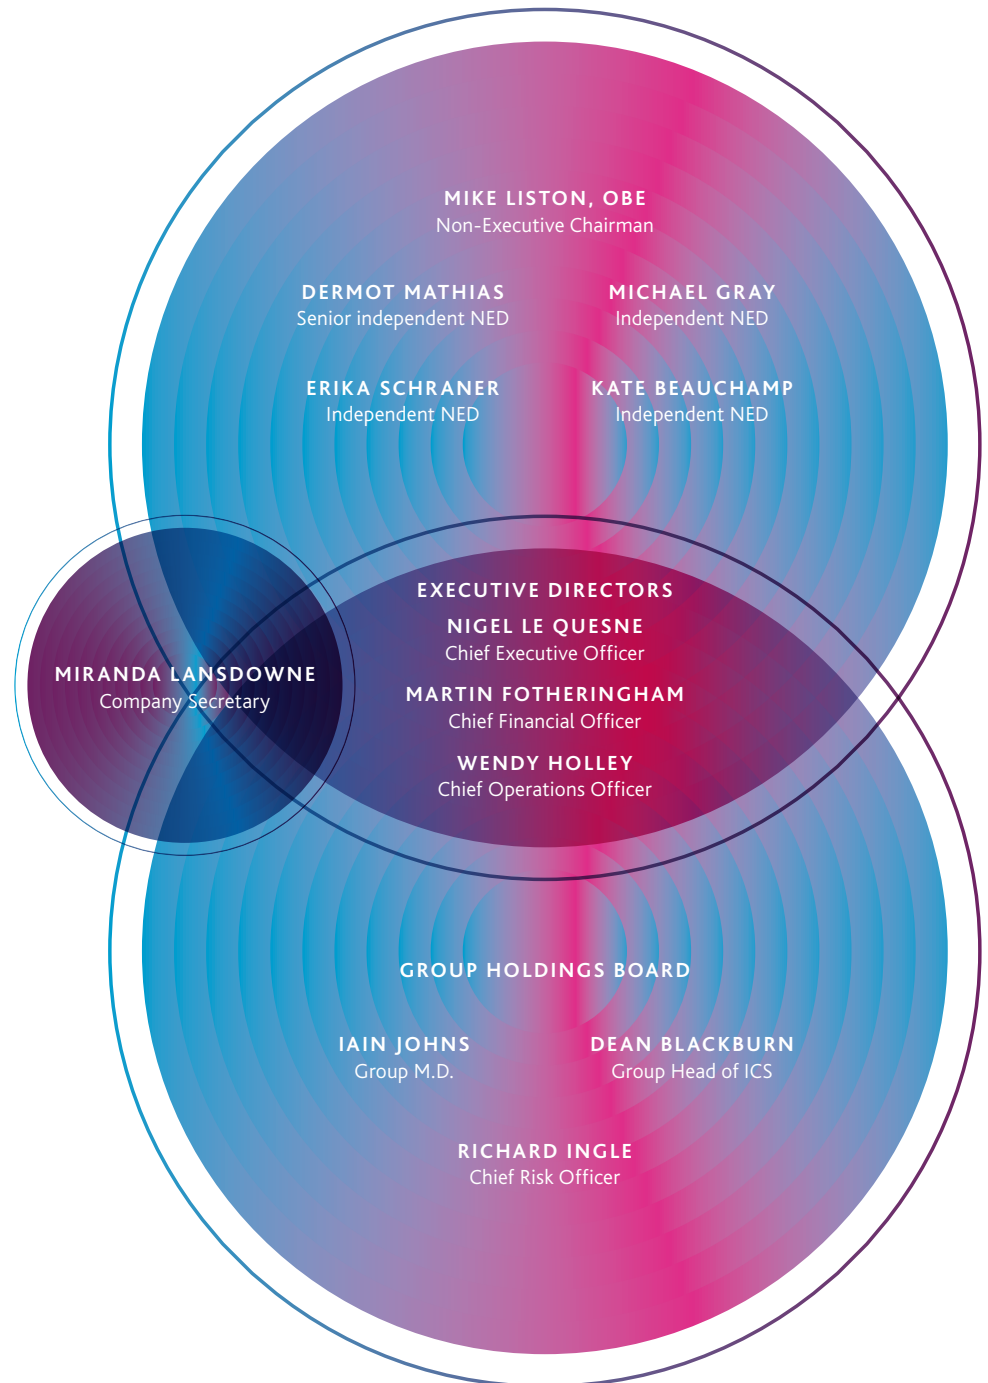 MIKE LISTON, OBE
Non-Executive Chairman
DERMOT MATHIAS
Senior independent NED
MICHAEL GRAY
Independent NED
ERIKA SCHRANER
Independent NED
KATE BEAUCHAMP
Independent NED
EXECUTIVE DIRECTORS
NIGEL LE QUESNE
Chief Executive Officer
MIRANDA LANSDOWNE
Company Secretary
MARTIN FOTHERINGHAM
Chief Financial Officer
WENDY HOLLEY
Chief Operations Officer
GROUP HOLDINGS BOARD
IAIN JOHNS
Group M.D.
DEAN BLACKBURN
Group Head of ICS
RICHARD INGLE
Chief Risk Officer